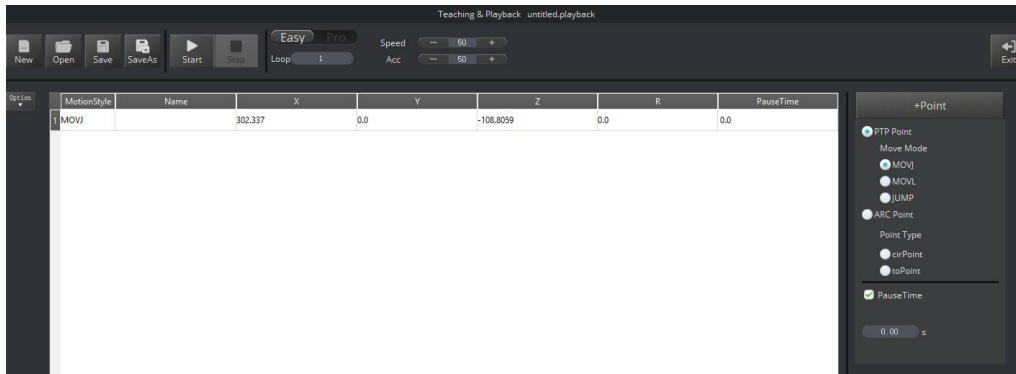 Teaching & Playback untitled.playback
New Open Save SaveAs Start Stop Easy Pro Exit
Loop 1
Speed − 50 +
Acc − 50 +
Option
MotionStyle Name X Y Z R PauseTime
1 MOVJ 302.337 0.0 -108.8059 0.0 0.0
+Point
PTP Point
Move Mode
MOVJ
MOVL
JUMP
ARC Point
Point Type
cirPoint
toPoint
PauseTime
0.00 s